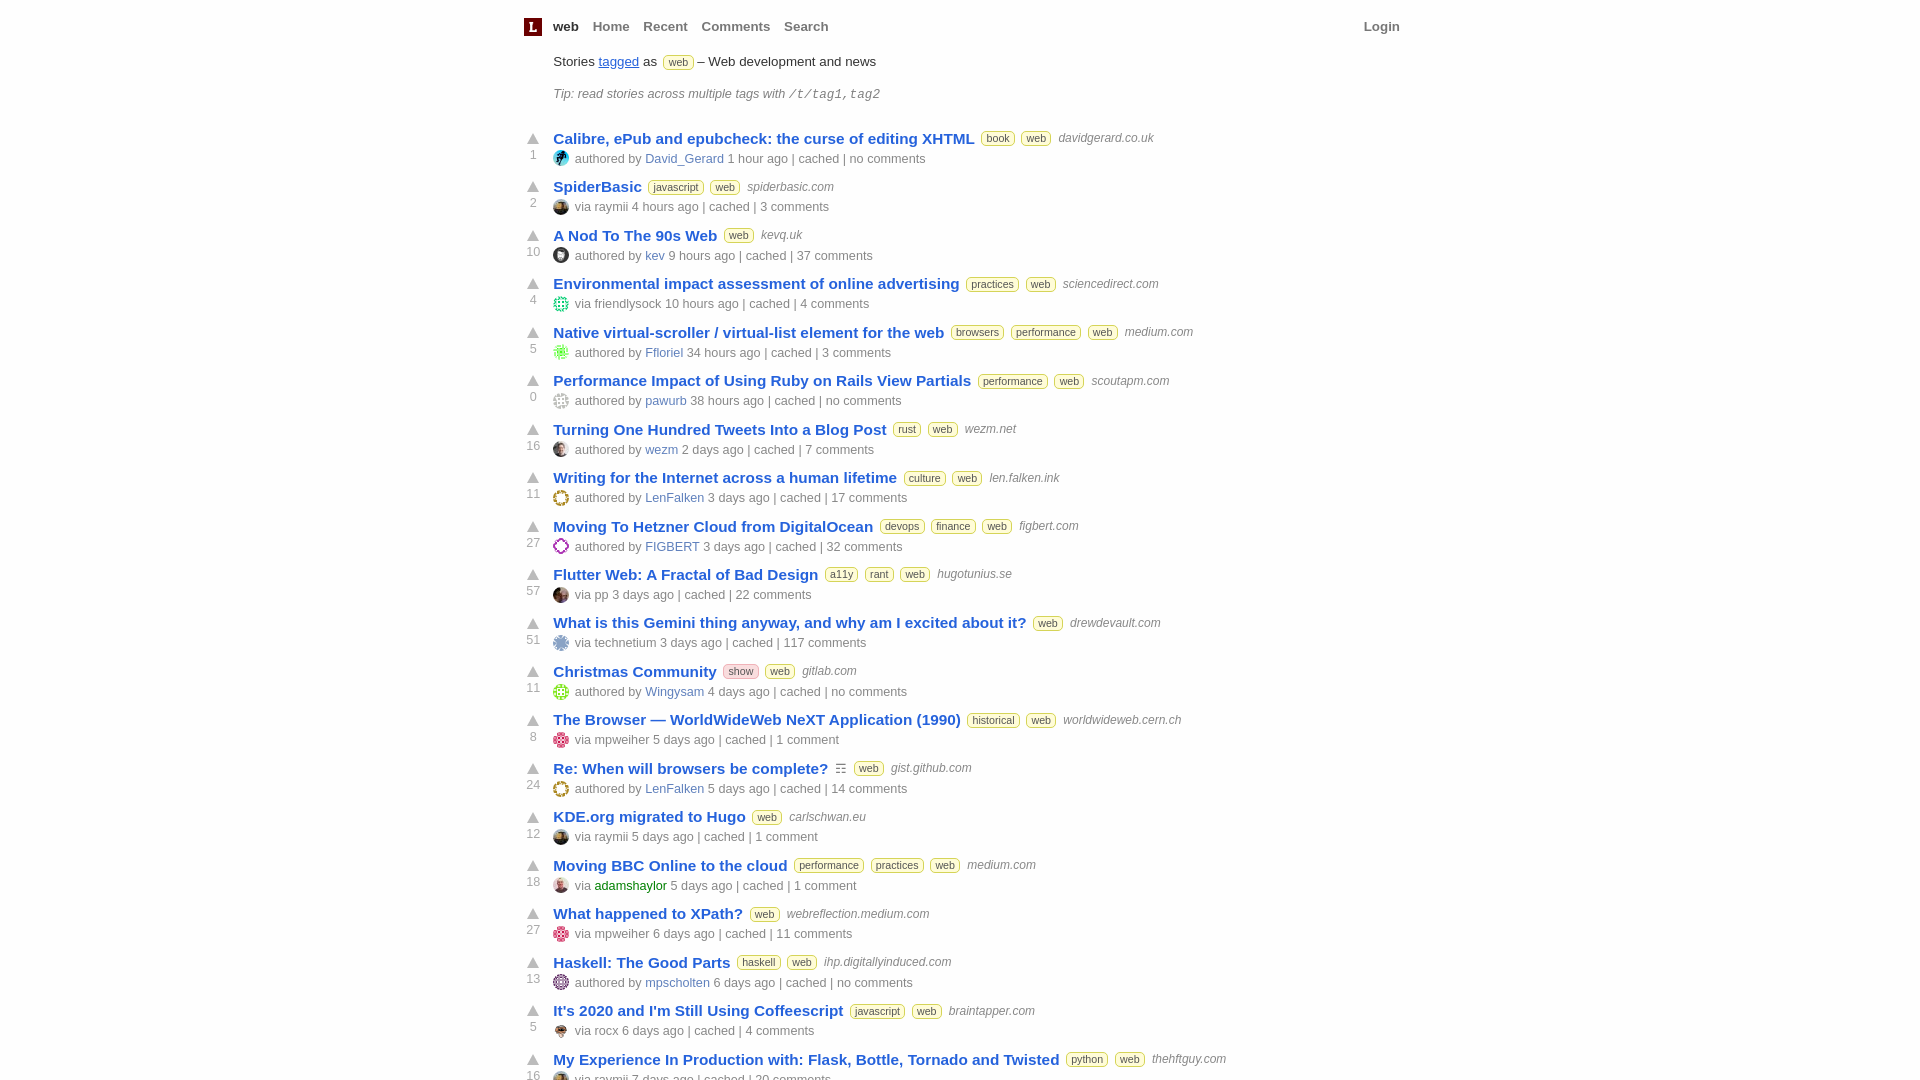 L web Home Recent Comments Search Login
Stories tagged as web – Web development and news
Tip: read stories across multiple tags with /t/tag1,tag2
Calibre, ePub and epubcheck: the curse of editing XHTML book web davidgerard.co.uk
1 authored by David_Gerard 1 hour ago | cached | no comments
SpiderBasic javascript web spiderbasic.com
2 via raymii 4 hours ago | cached | 3 comments
A Nod To The 90s Web web kevq.uk
10 authored by kev 9 hours ago | cached | 37 comments
Environmental impact assessment of online advertising practices web sciencedirect.com
4 via friendlysock 10 hours ago | cached | 4 comments
Native virtual-scroller / virtual-list element for the web browsers performance web medium.com
5 authored by Ffloriel 34 hours ago | cached | 3 comments
Performance Impact of Using Ruby on Rails View Partials performance web scoutapm.com
0 authored by pawurb 38 hours ago | cached | no comments
Turning One Hundred Tweets Into a Blog Post rust web wezm.net
16 authored by wezm 2 days ago | cached | 7 comments
Writing for the Internet across a human lifetime culture web len.falken.ink
11 authored by LenFalken 3 days ago | cached | 17 comments
Moving To Hetzner Cloud from DigitalOcean devops finance web figbert.com
27 authored by FIGBERT 3 days ago | cached | 32 comments
Flutter Web: A Fractal of Bad Design a11y rant web hugotunius.se
57 via pp 3 days ago | cached | 22 comments
What is this Gemini thing anyway, and why am I excited about it? web drewdevault.com
51 via technetium 3 days ago | cached | 117 comments
Christmas Community show web gitlab.com
11 authored by Wingysam 4 days ago | cached | no comments
The Browser — WorldWideWeb NeXT Application (1990) historical web worldwideweb.cern.ch
8 via mpweiher 5 days ago | cached | 1 comment
Re: When will browsers be complete? ☶ web gist.github.com
24 authored by LenFalken 5 days ago | cached | 14 comments
KDE.org migrated to Hugo web carlschwan.eu
12 via raymii 5 days ago | cached | 1 comment
Moving BBC Online to the cloud performance practices web medium.com
18 via adamshaylor 5 days ago | cached | 1 comment
What happened to XPath? web webreflection.medium.com
27 via mpweiher 6 days ago | cached | 11 comments
Haskell: The Good Parts haskell web ihp.digitallyinduced.com
13 authored by mpscholten 6 days ago | cached | no comments
It's 2020 and I'm Still Using Coffeescript javascript web braintapper.com
5 via rocx 6 days ago | cached | 4 comments
My Experience In Production with: Flask, Bottle, Tornado and Twisted python web thehftguy.com
16 via raymii 7 days ago | cached | 20 comments